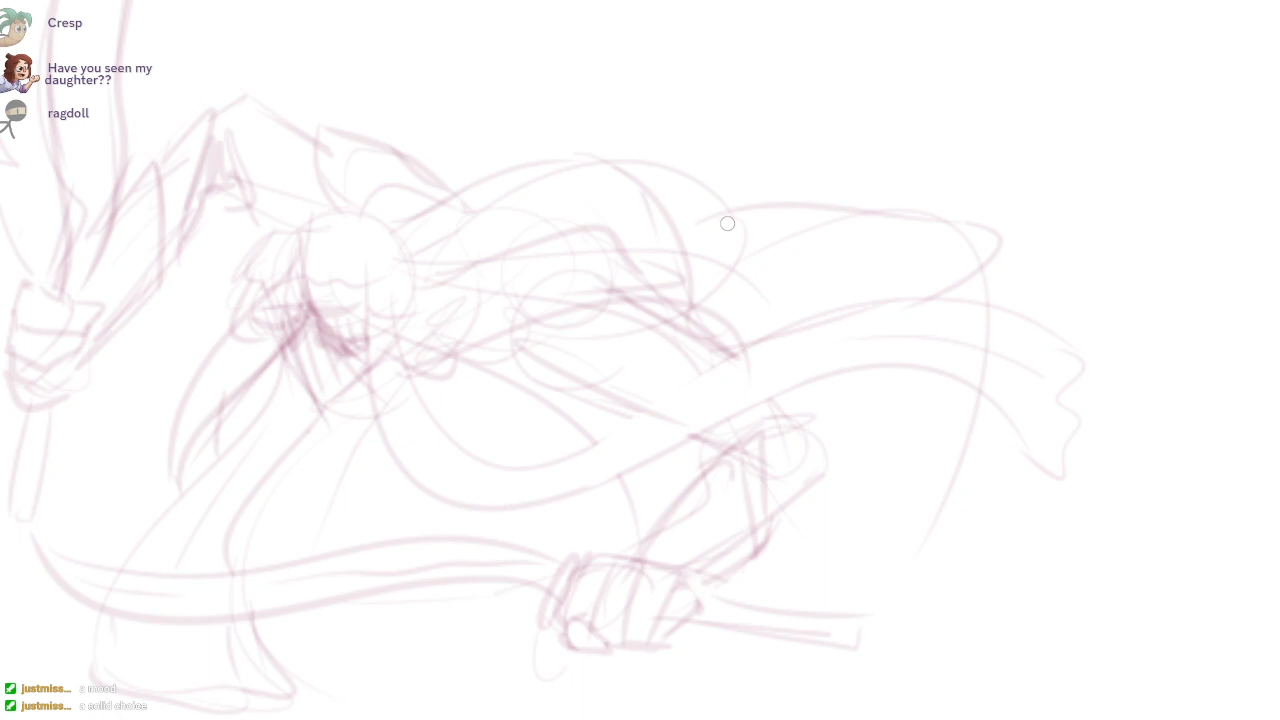 Cresp
Have you seen my
daughter??
ragdoll
justmiss... a mood
justmiss... a solid choice